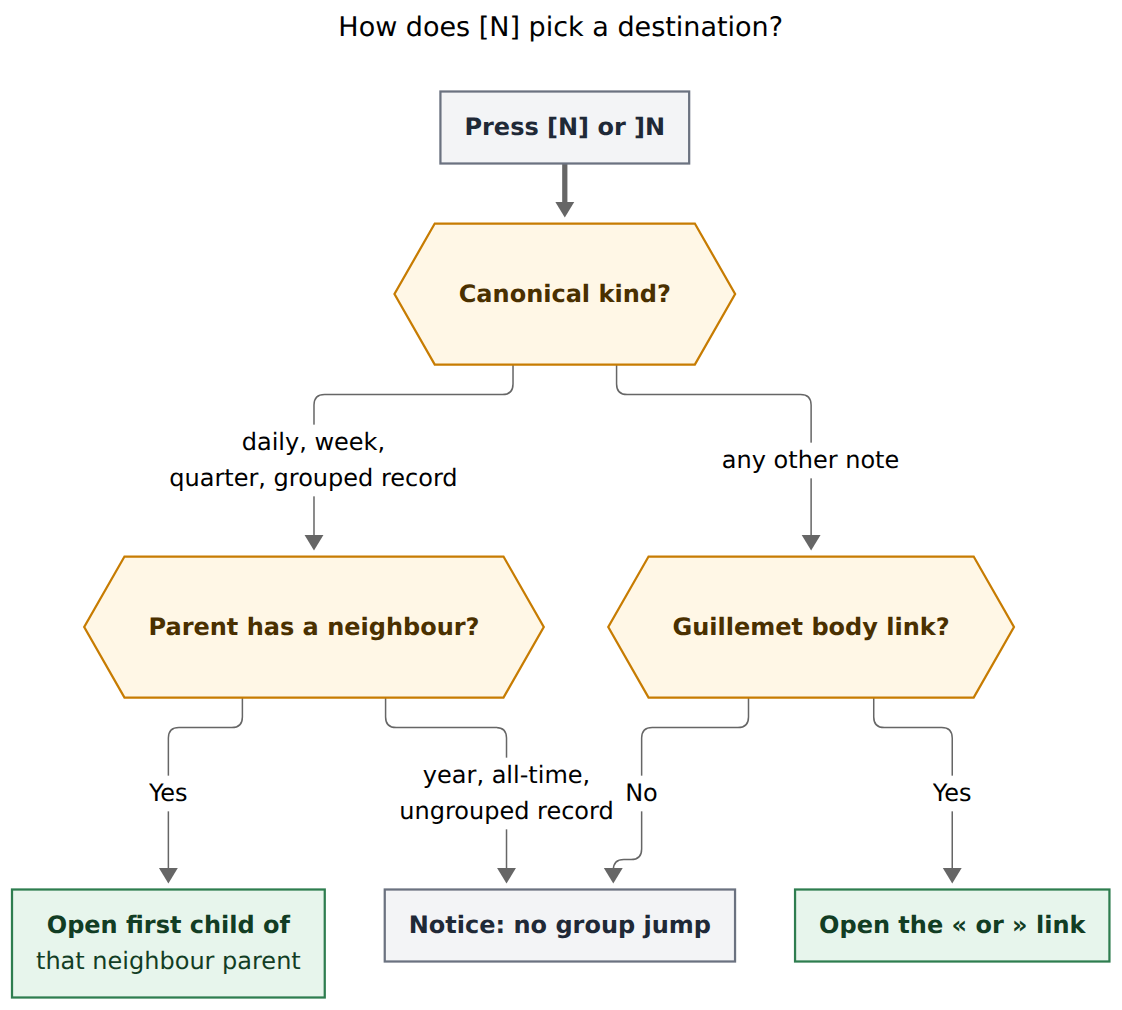 How does [N] pick a destination?
Press [N] or ]N
Canonical kind?
daily, week,
quarter, grouped record
any other note
Parent has a neighbour?
Guillemet body link?
Yes
year, all-time,
ungrouped record
No
Yes
Open first child of
that neighbour parent
Notice: no group jump
Open the « or » link